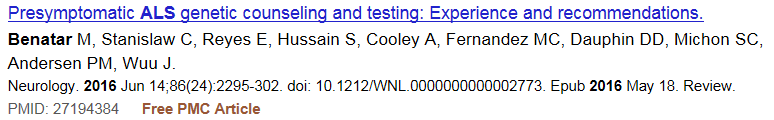 Presymptomatic ALS genetic counseling and testing: Experience and recommendations.
Benatar M, Stanislaw C, Reyes E, Hussain S, Cooley A, Fernandez MC, Dauphin DD, Michon SC,
Andersen PM, Wuu J.
Neurology. 2016 Jun 14;86(24):2295-302. doi: 10.1212/WNL.0000000000002773. Epub 2016 May 18. Review.
PMID: 27194384 Free PMC Article